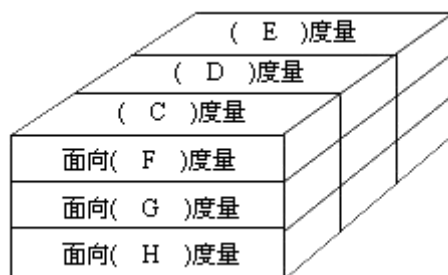 ( E )度量
( D )度量
( C )度量
面向( F )度量
面向( G )度量
面向( H )度量